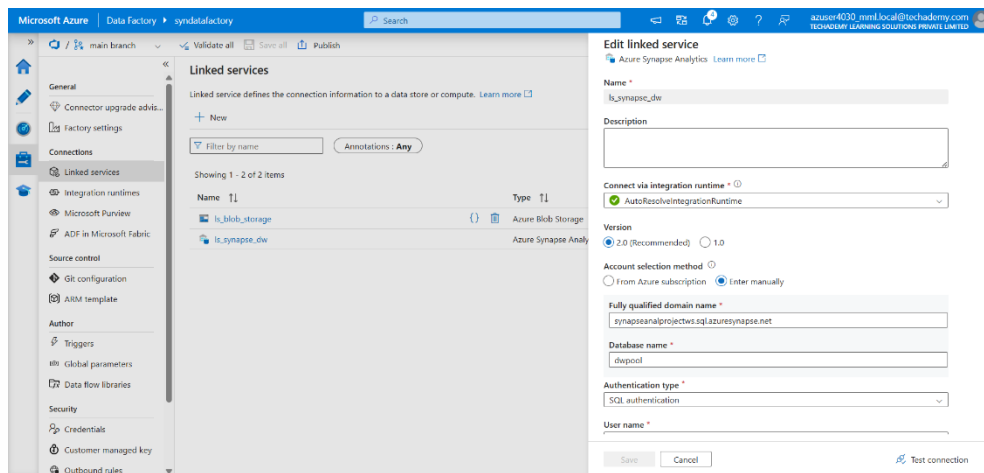 Microsoft Azure | Data Factory ▸ syndatafactory
Search
azuser4030_mml.local@techademy.com
TECHADEMY LEARNING SOLUTIONS PRIVATE LIMITED
/ main branch
Validate all
Save all
Publish
General
Connector upgrade advis...
Factory settings
Connections
Linked services
Integration runtimes
Microsoft Purview
ADF in Microsoft Fabric
Source control
Git configuration
ARM template
Author
Triggers
Global parameters
Data flow libraries
Security
Credentials
Customer managed key
Outbound rules
Linked services
Linked service defines the connection information to a data store or compute. Learn more
New
Filter by name
Annotations : Any
Showing 1 - 2 of 2 items
Name
Type
ls_blob_storage
Azure Blob Storage
ls_synapse_dw
Azure Synapse Analy
Edit linked service
Azure Synapse Analytics Learn more
Name *
ls_synapse_dw
Description
Connect via integration runtime *
AutoResolveIntegrationRuntime
Version
2.0 (Recommended) 1.0
Account selection method
From Azure subscription Enter manually
Fully qualified domain name *
synapseanalprojectws.sql.azuresynapse.net
Database name *
dwpool
Authentication type *
SQL authentication
User name *
Save
Cancel
Test connection